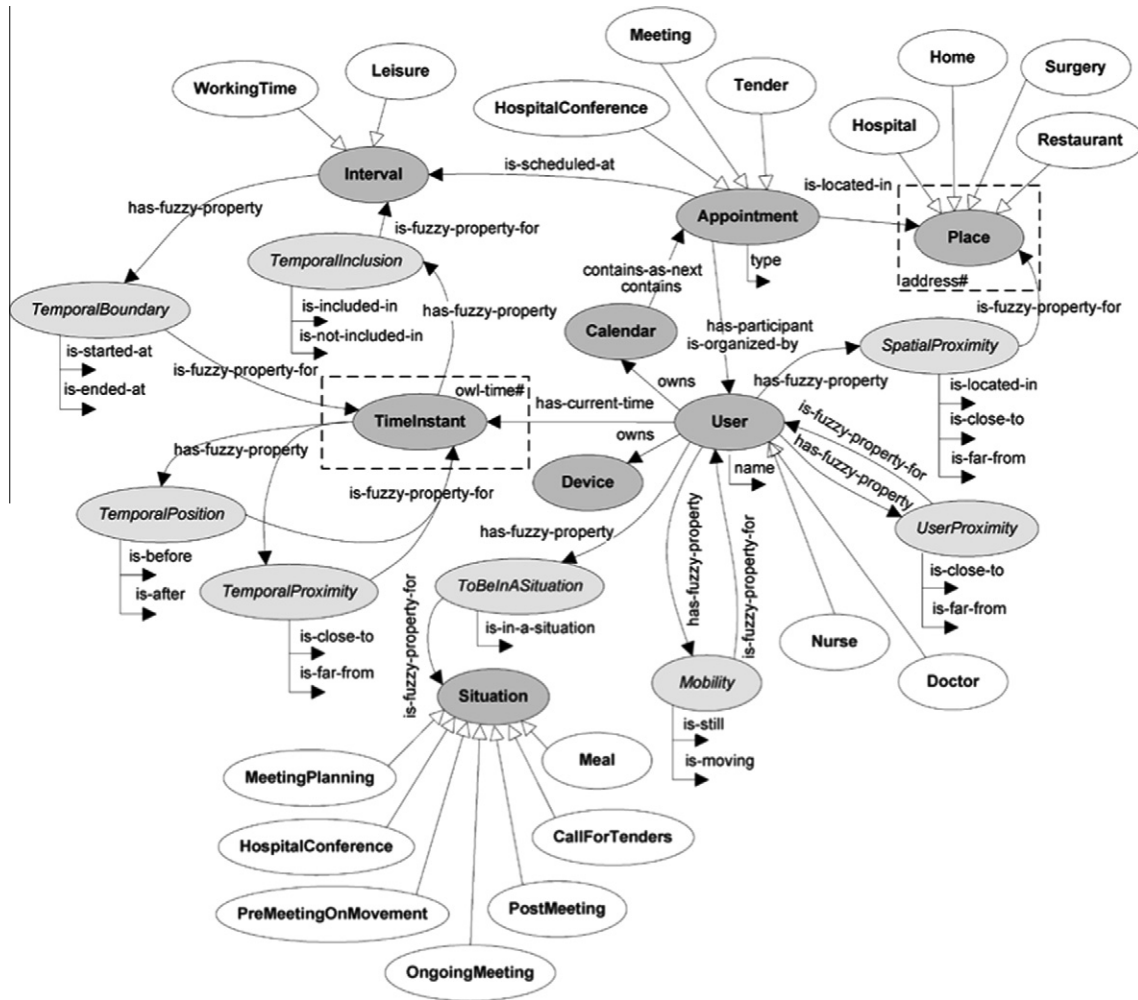 Meeting
Home
Leisure
Surgery
WorkingTime
Tender
HospitalConference
Hospital
Restaurant
is-scheduled-at
Interval
is-located-in
has-fuzzy-property
Appointment
is-fuzzy-property-for
Place
TemporalInclusion
type
contains-as-next
contains
address#
TemporalBoundary
is-included-in
has-fuzzy-property
is-fuzzy-property-for
is-not-included-in
Calendar
has-participant
is-organized-by
is-started-at
SpatialProximity
is-fuzzy-property-for
has-fuzzy-property
is-ended-at
owl-time#
owns
is-located-in
has-current-time
TimeInstant
User
is-close-to
is-fuzzy-property-for
has-fuzzy-property
owns
has-fuzzy-property
is-far-from
name
Device
is-fuzzy-property-for
TemporalPosition
UserProximity
has-fuzzy-property
is-before
is-close-to
has-fuzzy-property
is-fuzzy-property-for
TemporalProximity
ToBeInASituation
is-after
is-far-from
is-fuzzy-property-for
is-in-a-situation
is-close-to
Nurse
is-far-from
Mobility
Doctor
Situation
is-still
Meal
is-moving
MeetingPlanning
CallForTenders
HospitalConference
PostMeeting
PreMeetingOnMovement
OngoingMeeting